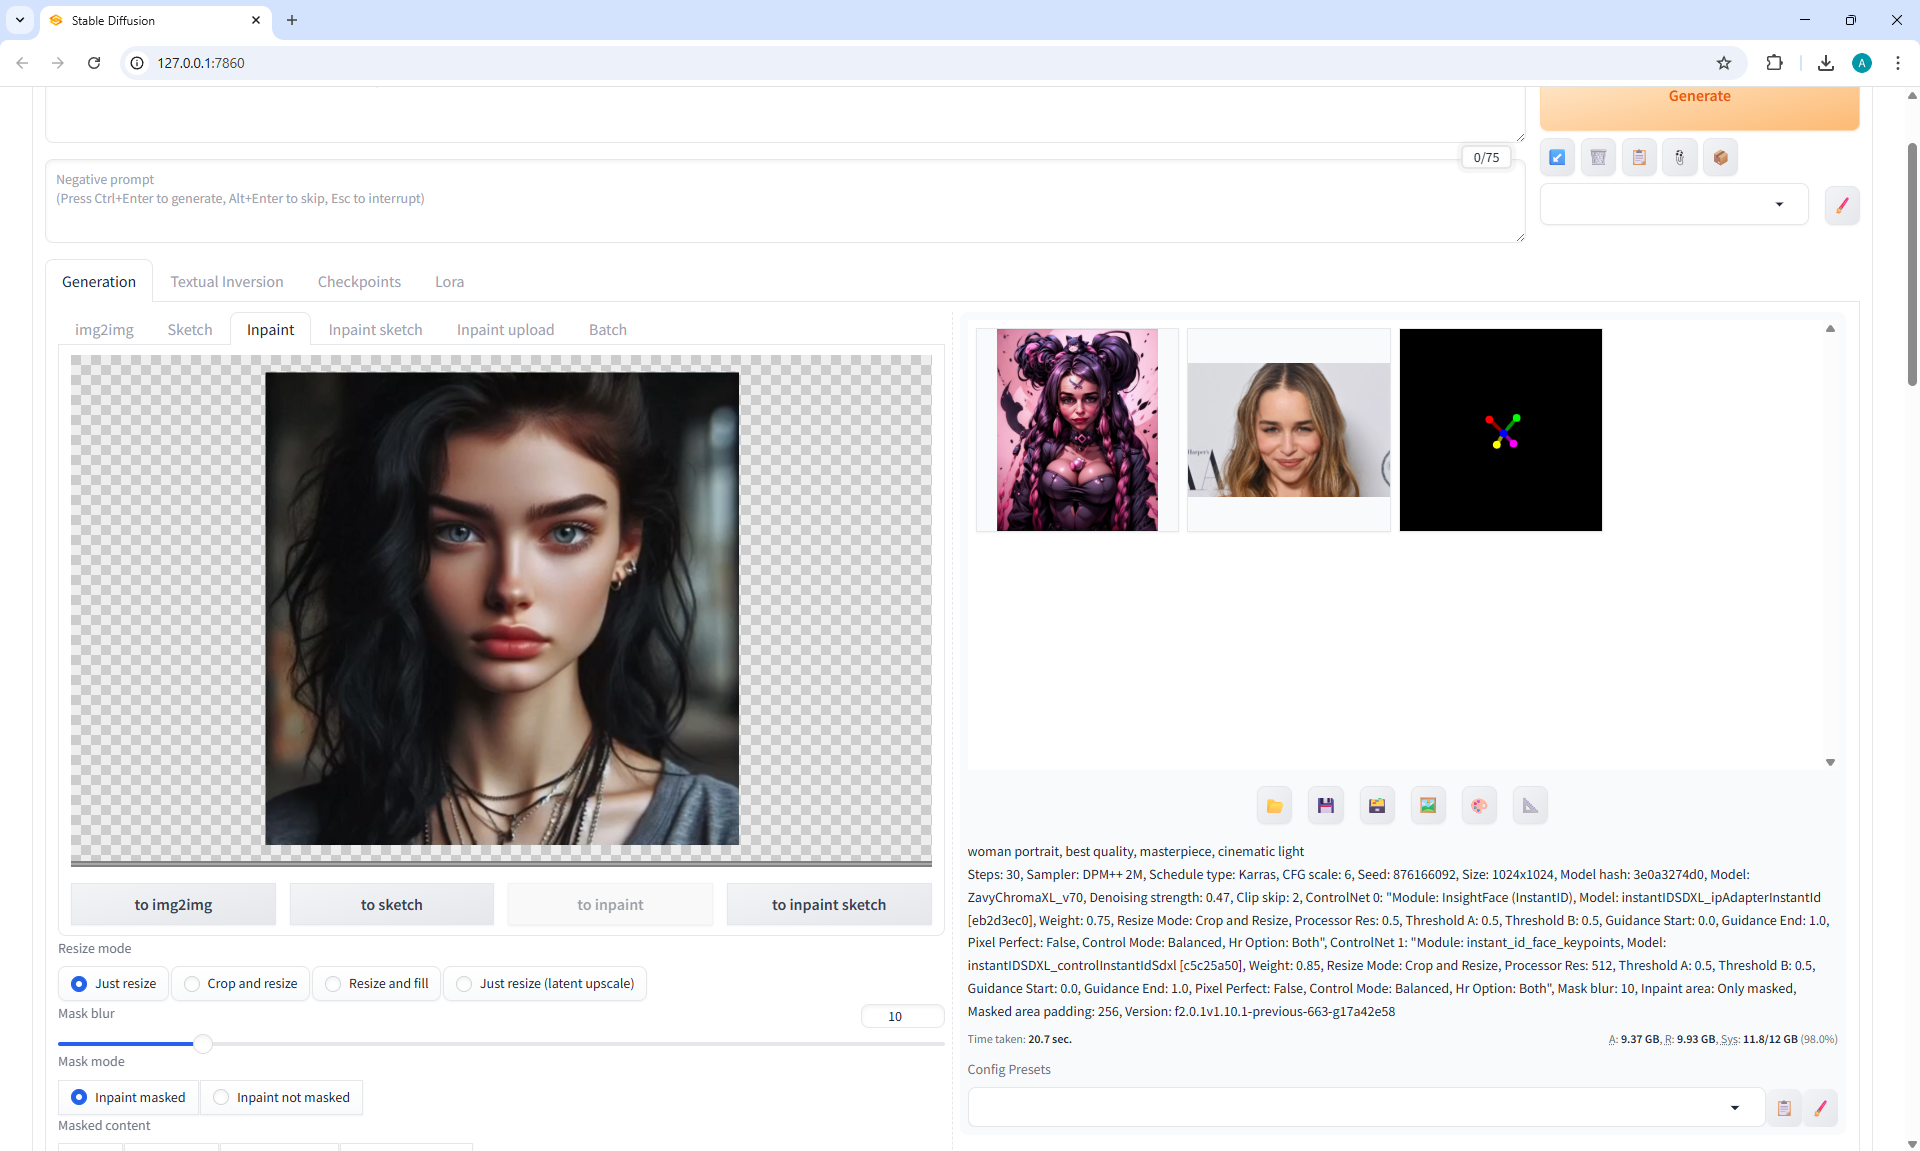 Stable Diffusion
127.0.0.1:7860
Generate
0/75
Negative prompt
(Press Ctrl+Enter to generate, Alt+Enter to skip, Esc to interrupt)
Generation
Textual Inversion
Checkpoints
Lora
img2img
Sketch
Inpaint
Inpaint sketch
Inpaint upload
Batch
to img2img
to sketch
to inpaint
to inpaint sketch
Resize mode
Just resize
Crop and resize
Resize and fill
Just resize (latent upscale)
Mask blur
10
Mask mode
Inpaint masked
Inpaint not masked
Masked content
woman portrait, best quality, masterpiece, cinematic light
Steps: 30, Sampler: DPM++ 2M, Schedule type: Karras, CFG scale: 6, Seed: 876166092, Size: 1024x1024, Model hash: 3e0a3274d0, Model:
ZavyChromaXL_v70, Denoising strength: 0.47, Clip skip: 2, ControlNet 0: "Module: InsightFace (InstantID), Model: instantIDSDXL_ipAdapterInstantId
[eb2d3ec0], Weight: 0.75, Resize Mode: Crop and Resize, Processor Res: 0.5, Threshold A: 0.5, Threshold B: 0.5, Guidance Start: 0.0, Guidance End: 1.0,
Pixel Perfect: False, Control Mode: Balanced, Hr Option: Both", ControlNet 1: "Module: instant_id_face_keypoints, Model:
instantIDSDXL_controlInstantIdSdxl [c5c25a50], Weight: 0.85, Resize Mode: Crop and Resize, Processor Res: 512, Threshold A: 0.5, Threshold B: 0.5,
Guidance Start: 0.0, Guidance End: 1.0, Pixel Perfect: False, Control Mode: Balanced, Hr Option: Both", Mask blur: 10, Inpaint area: Only masked,
Masked area padding: 256, Version: f2.0.1v1.10.1-previous-663-g17a42e58
Time taken: 20.7 sec.
A: 9.37 GB, R: 9.93 GB, Sys: 11.8/12 GB (98.0%)
Config Presets
A